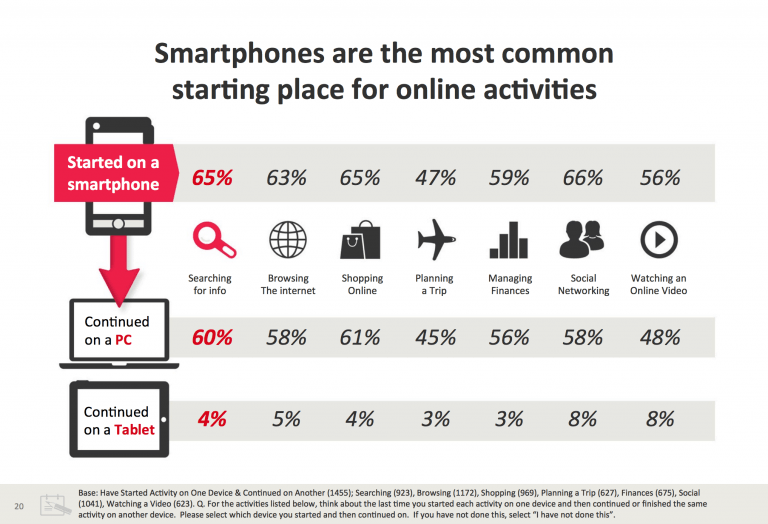 Smartphones are the most common
starting place for online activities
Started on a
smartphone
65% 63% 65% 47% 59% 66% 56%
Searching
for info
Browsing
The internet
Shopping
Online
Planning
a Trip
Managing
Finances
Social
Networking
Watching an
Online Video
Continued
on a PC
60% 58% 61% 45% 56% 58% 48%
Continued
on a Tablet
4% 5% 4% 3% 3% 8% 8%
20
Base: Have Started Activity on One Device & Continued on Another (1455); Searching (923), Browsing (1172), Shopping (969), Planning a Trip (627), Finances (675), Social
(1041), Watching a Video (623). Q. For the activities listed below, think about the last time you started each activity on one device and then continued or finished the same
activity on another device. Please select which device you started and then continued on. If you have not done this, select "I have not done this".